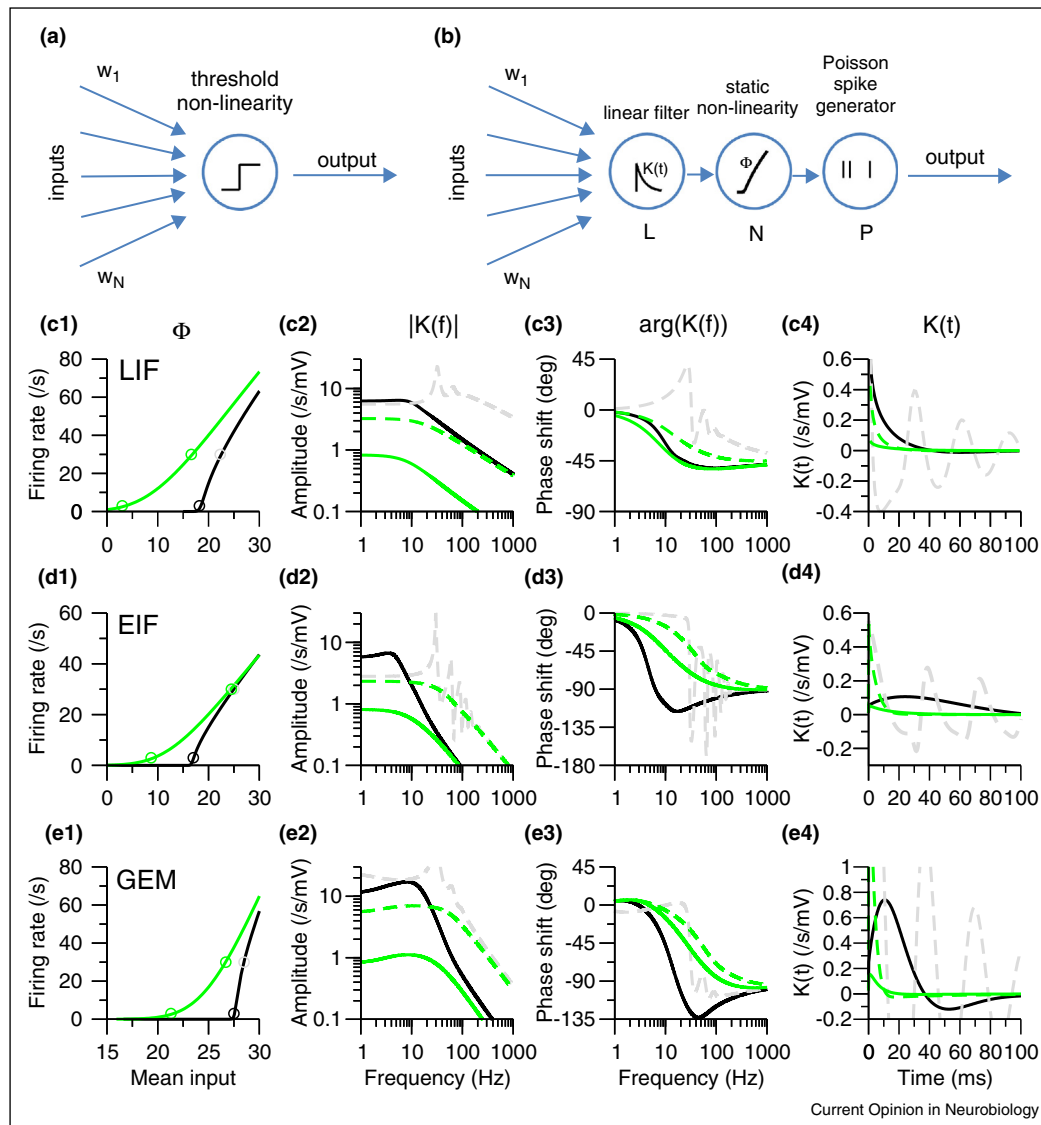 (a)
(b)
w1
threshold
non-linearity
inputs
output
wN
w1
inputs
linear filter
static
non-linearity
Poisson
spike
generator
K(t)
Φ
output
L
N
P
wN
(c1)
Φ
(c2)
|K(f)|
(c3)
arg(K(f))
(c4)
K(t)
LIF
Firing rate (/s)
80
60
40
20
0
0 10 20 30
Amplitude (/s/mV)
10
1
0.1
1 10 100 1000
Phase shift (deg)
45
0
-45
-90
1 10 100 1000
K(t) (/s/mV)
0.6
0.4
0.2
0
-0.2
-0.4
0 20 40 60 80 100
(d1)
(d2)
(d3)
(d4)
EIF
Firing rate (/s)
60
40
20
0
0 10 20 30
Amplitude (/s/mV)
10
1
0.1
1 10 100 1000
Phase shift (deg)
0
-45
-90
-135
-180
1 10 100 1000
K(t) (/s/mV)
0.6
0.4
0.2
0
-0.2
0 20 40 60 80 100
(e1)
(e2)
(e3)
(e4)
GEM
Firing rate (/s)
80
60
40
20
0
15 20 25 30
Mean input
Amplitude (/s/mV)
10
1
0.1
1 10 100 1000
Frequency (Hz)
Phase shift (deg)
45
0
-45
-90
-135
1 10 100 1000
Frequency (Hz)
K(t) (/s/mV)
1
0.8
0.6
0.4
0.2
0
-0.2
0 20 40 60 80 100
Time (ms)
Current Opinion in Neurobiology